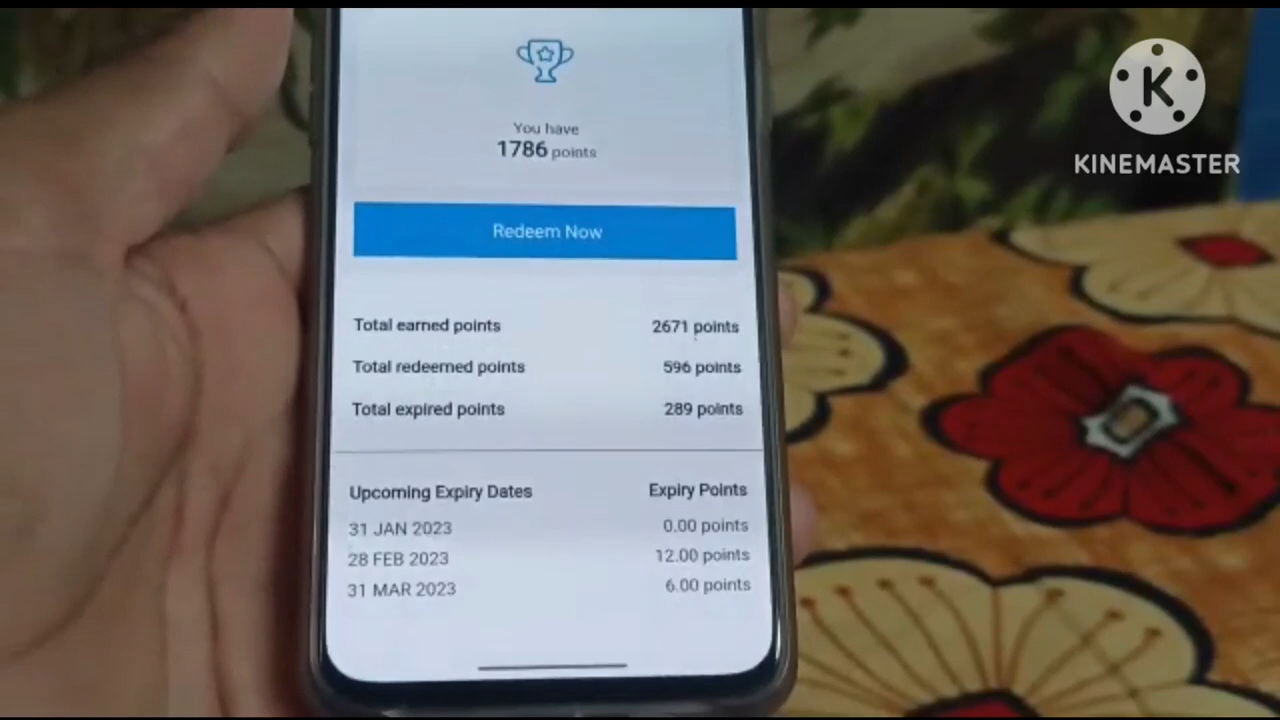 KINEMASTER
You have
1786 points
Redeem Now
Total earned points 2671 points
Total redeemed points 596 points
Total expired points 289 points
Upcoming Expiry Dates Expiry Points
31 JAN 2023 0.00 points
28 FEB 2023 12.00 points
31 MAR 2023 6.00 points